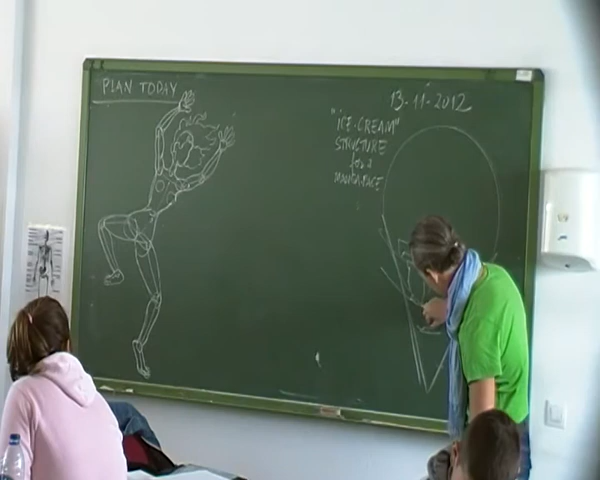 PLAN TODAY
13-11-2012
"ICE-CREAM"
STRUCTURE
for a
MANGA FACE